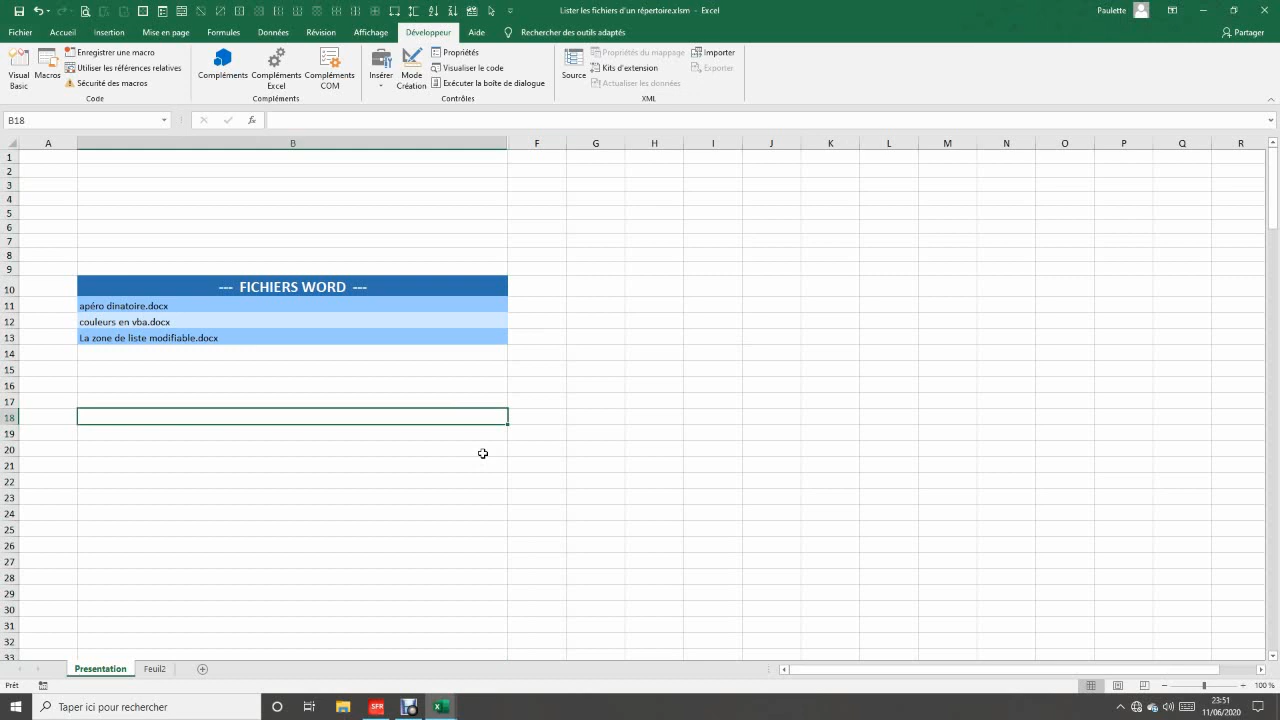 Lister les fichiers d'un répertoire.xlsm - Excel
Paulette
Fichier Accueil Insertion Mise en page Formules Données Révision Affichage Développeur Aide Rechercher des outils adaptés Partager
Visual Basic
Macros
Enregistrer une macro
Utiliser les références relatives
Sécurité des macros
Code
Compléments
Compléments Excel
Compléments COM
Compléments
Insérer
Mode Création
Propriétés
Visualiser le code
Exécuter la boîte de dialogue
Contrôles
Source
Propriétés du mappage
Kits d'extension
Actualiser les données
Importer
Exporter
XML
B18
fx
A B F G H I J K L M N O P Q R
1
2
3
4
5
6
7
8
9
10 --- FICHIERS WORD ---
11 apéro dinatoire.docx
12 couleurs en vba.docx
13 La zone de liste modifiable.docx
14
15
16
17
18
19
20
21
22
23
24
25
26
27
28
29
30
31
32
33
Presentation Feuil2
Prêt
100 %
Taper ici pour rechercher
SFR
23:51
11/06/2020